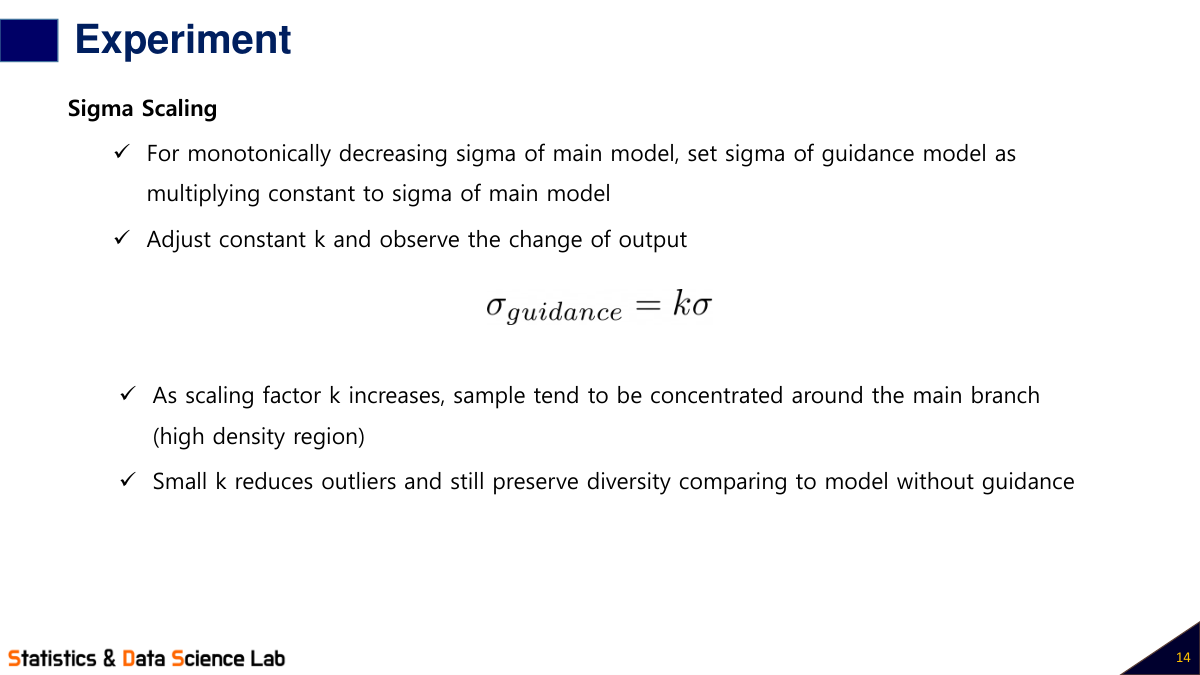 Experiment
Sigma Scaling
✓ For monotonically decreasing sigma of main model, set sigma of guidance model as
multiplying constant to sigma of main model
✓ Adjust constant k and observe the change of output
σ_{guidance} = kσ
✓ As scaling factor k increases, sample tend to be concentrated around the main branch
(high density region)
✓ Small k reduces outliers and still preserve diversity comparing to model without guidance
Statistics & Data Science Lab
14